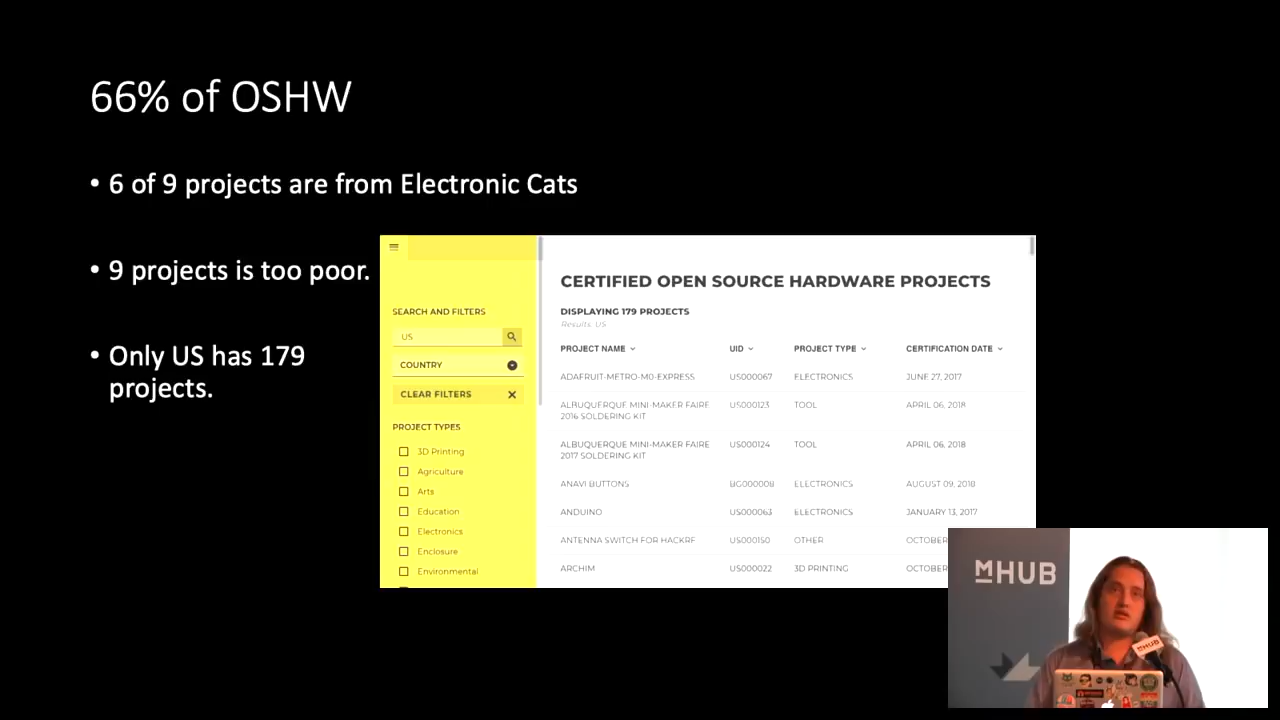 66% of OSHW
• 6 of 9 projects are from Electronic Cats
• 9 projects is too poor.
• Only US has 179
projects.
SEARCH AND FILTERS
US
COUNTRY
CLEAR FILTERS
PROJECT TYPES
3D Printing
Agriculture
Arts
Education
Electronics
Enclosure
Environmental
CERTIFIED OPEN SOURCE HARDWARE PROJECTS
DISPLAYING 179 PROJECTS
Results: US
PROJECT NAME UID PROJECT TYPE CERTIFICATION DATE
ADAFRUIT-METRO-M0-EXPRESS US000067 ELECTRONICS JUNE 27, 2017
ALBUQUERQUE MINI-MAKER FAIRE US000123 TOOL APRIL 06, 2018
2016 SOLDERING KIT
ALBUQUERQUE MINI-MAKER FAIRE US000124 TOOL APRIL 06, 2018
2017 SOLDERING KIT
ANAVI BUTTONS BG000008 ELECTRONICS AUGUST 09, 2018
ANDUINO US000063 ELECTRONICS JANUARY 13, 2017
ANTENNA SWITCH FOR HACKRF US000150 OTHER OCTOBER
ARCHIM US000022 3D PRINTING OCTOBER
MHUB
MHUB